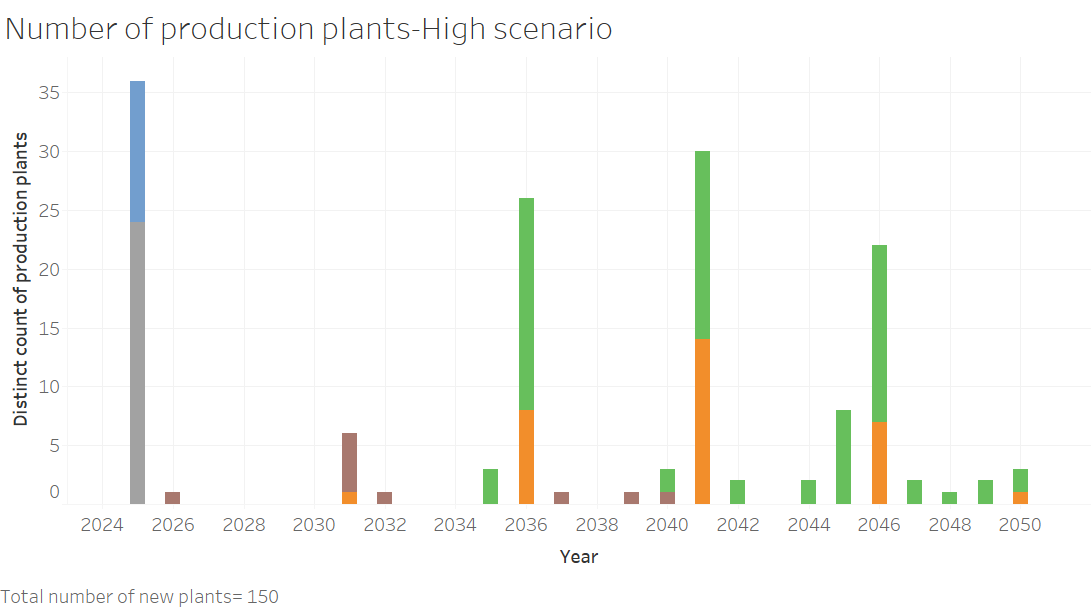 Number of production plants-High scenario
Distinct count of production plants
35
30
25
20
15
10
5
0
2024 2026 2028 2030 2032 2034 2036 2038 2040 2042 2044 2046 2048 2050
Year
Total number of new plants= 150